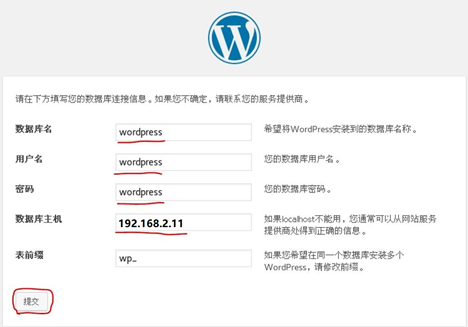 请在下方填写您的数据库连接信息。如果您不确定，请联系您的服务提供商。
数据库名 wordpress 希望将WordPress安装到的数据库名称。
用户名 wordpress 您的数据库用户名。
密码 wordpress 您的数据库密码。
数据库主机 192.168.2.11 如果localhost不能用，您通常可以从网站服务
提供商处得到正确的信息。
表前缀 wp_ 如果您希望在同一个数据库安装多个
WordPress，请修改前缀。
提交